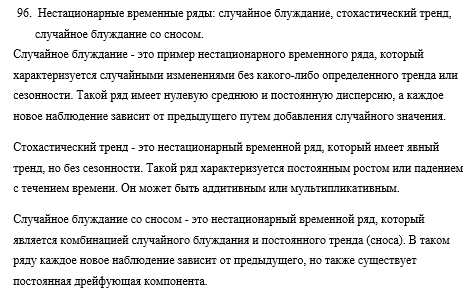 96. Нестационарные временные ряды: случайное блуждание, стохастический тренд,
случайное блуждание со сносом.
Случайное блуждание - это пример нестационарного временного ряда, который
характеризуется случайными изменениями без какого-либо определенного тренда или
сезонности. Такой ряд имеет нулевую среднюю и постоянную дисперсию, а каждое
новое наблюдение зависит от предыдущего путем добавления случайного значения.
Стохастический тренд - это нестационарный временной ряд, который имеет явный
тренд, но без сезонности. Такой ряд характеризуется постоянным ростом или падением
с течением времени. Он может быть аддитивным или мультипликативным.
Случайное блуждание со сносом - это нестационарный временной ряд, который
является комбинацией случайного блуждания и постоянного тренда (сноса). В таком
ряду каждое новое наблюдение зависит от предыдущего, но также существует
постоянная дрейфующая компонента.